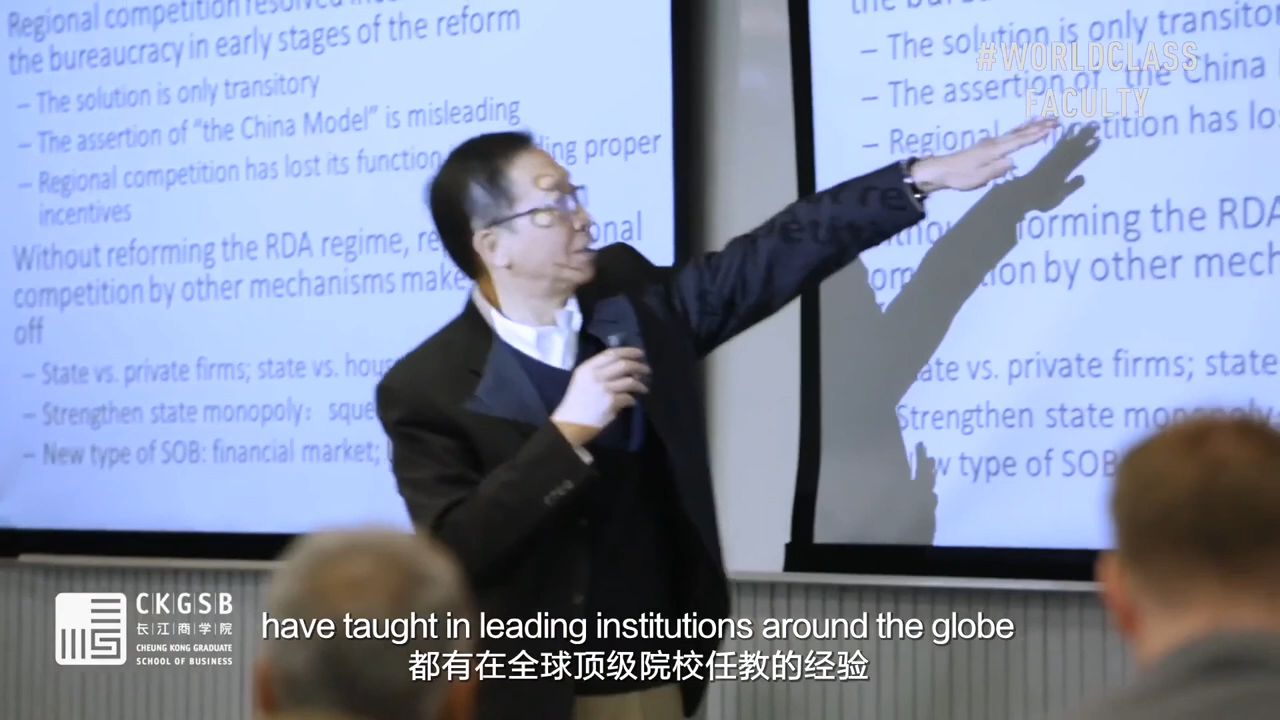 Regional competition resolved
the bureaucracy in early stages of the reform
– The solution is only transitory
– The assertion of “the China Model” is misleading
– Regional competition has lost its function proper
incentives
Without reforming the RDA regime,
competition by other mechanisms make
off
– State vs. private firms; state vs.
– Strengthen state monopoly:
– New type of SOB: financial market;
– The solution is only
– The assertion of "the China
– Regional has
forming the RDA
by other
vs. private firms; state
Strengthen state monopoly
type of SOB
#WORLDCLASS
FACULTY
CKGSB
长江商学院
CHEUNG KONG GRADUATE
SCHOOL OF BUSINESS
have taught in leading institutions around the globe
都有在全球顶级院校任教的经验